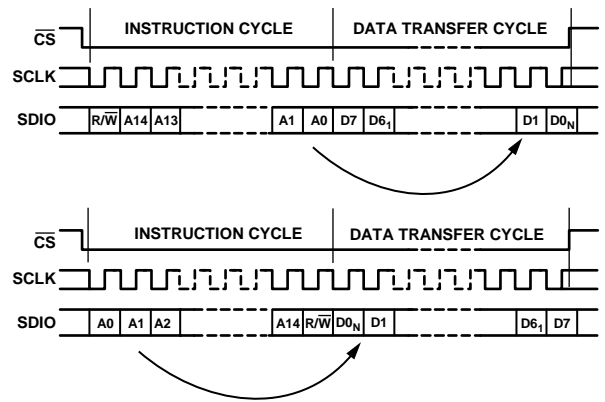 INSTRUCTION CYCLE DATA TRANSFER CYCLE
CS
SCLK
SDIO R/W A14 A13 A1 A0 D7 D6₁ D1 D0N
INSTRUCTION CYCLE DATA TRANSFER CYCLE
CS
SCLK
SDIO A0 A1 A2 A14 R/W D0N D1 D6₁ D7